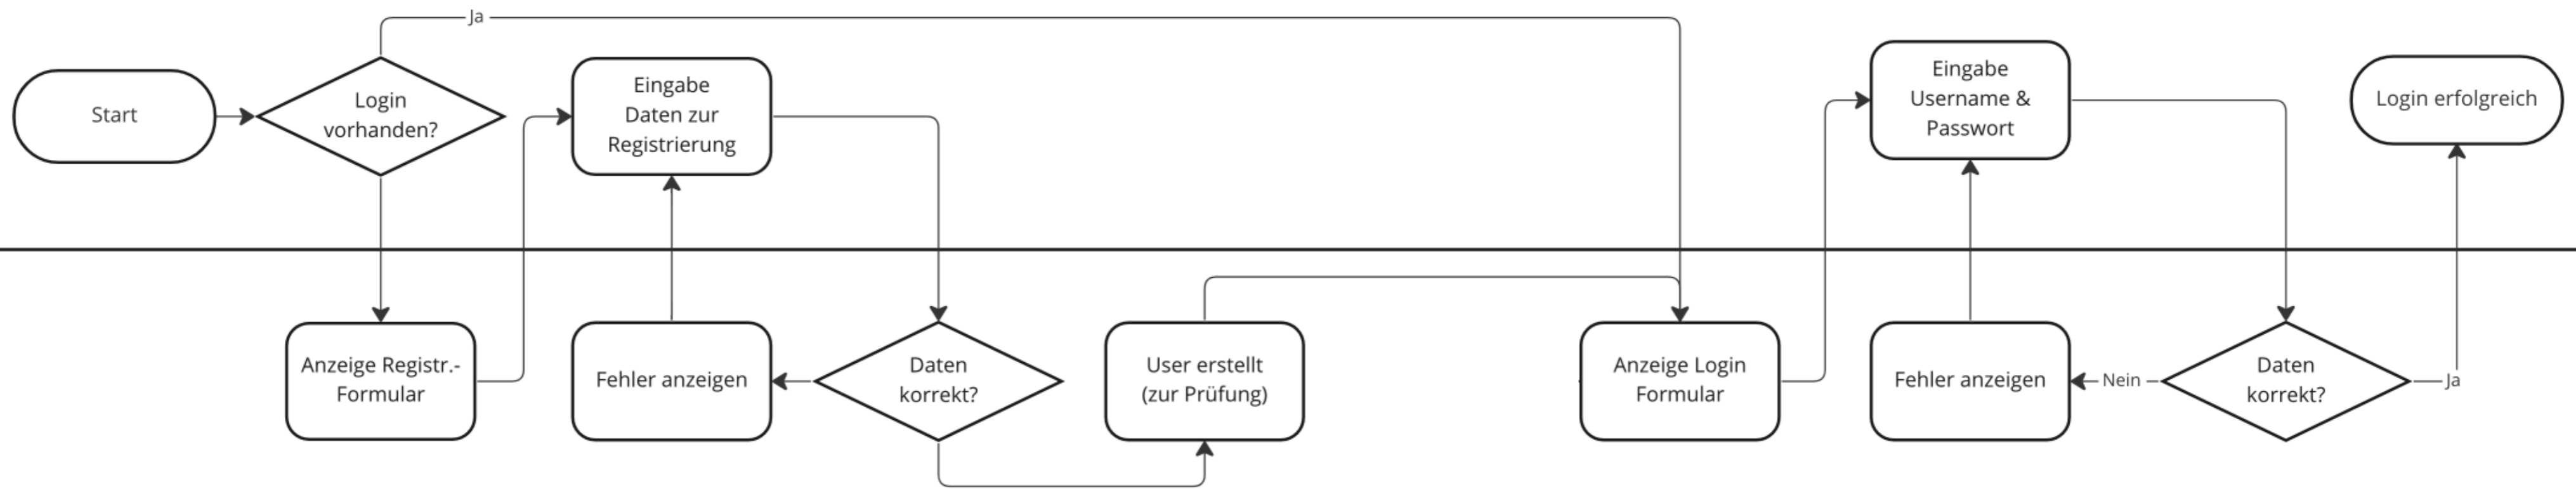 Ja
Start
Login
vorhanden?
Eingabe
Daten zur
Registrierung
Eingabe
Username &
Passwort
Login erfolgreich
Anzeige Registr.-
Formular
Fehler anzeigen
Daten
korrekt?
User erstellt
(zur Prüfung)
Anzeige Login
Formular
Fehler anzeigen
Nein
Daten
korrekt?
Ja